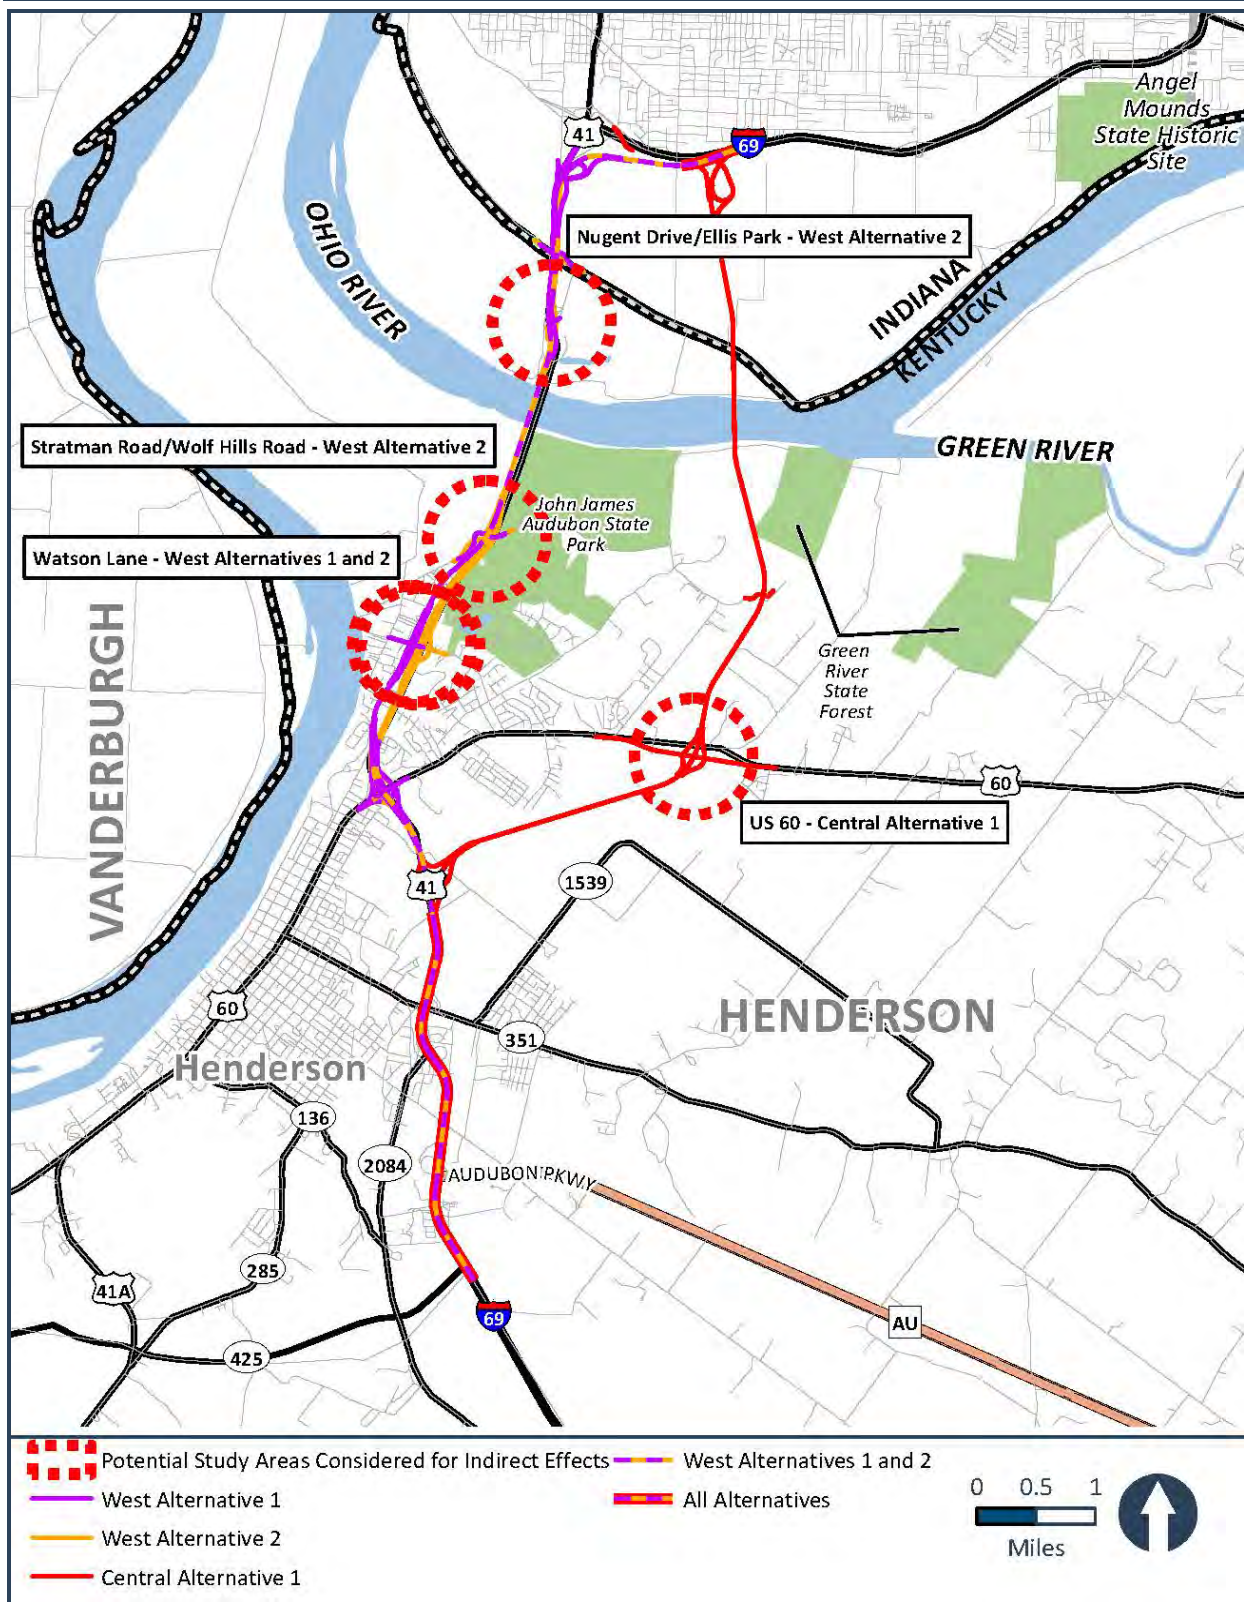 41
69
Angel
Mounds
State Historic
Site
Nugent Drive/Ellis Park - West Alternative 2
OHIO RIVER
INDIANA
KENTUCKY
Stratman Road/Wolf Hills Road - West Alternative 2
GREEN RIVER
John James
Audubon State
Park
Watson Lane - West Alternatives 1 and 2
VANDERBURGH
Green
River
State
Forest
60
US 60 - Central Alternative 1
41
1539
60
HENDERSON
351
Henderson
136
2084
AUDUBON PKWY
285
41A
69
AU
425
Potential Study Areas Considered for Indirect Effects
West Alternative 1
West Alternative 2
Central Alternative 1
West Alternatives 1 and 2
All Alternatives
0 0.5 1
Miles